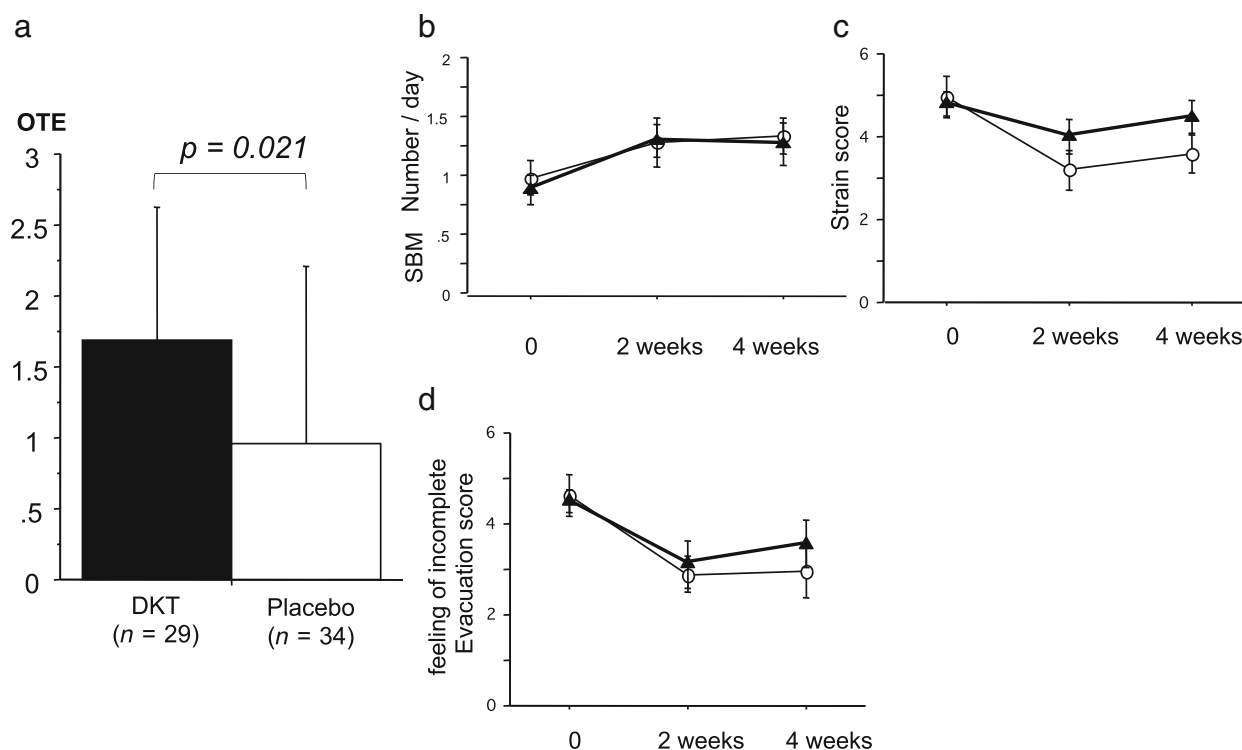 a
OTE
p = 0.021
3
2.5
2
1.5
1
.5
0
DKT
(n = 29)
Placebo
(n = 34)
b
SBM Number / day
2
1.5
1
.5
0
0
2 weeks
4 weeks
c
Strain score
6
4
2
0
0
2 weeks
4 weeks
d
feeling of incomplete
Evacuation score
6
4
2
0
0
2 weeks
4 weeks